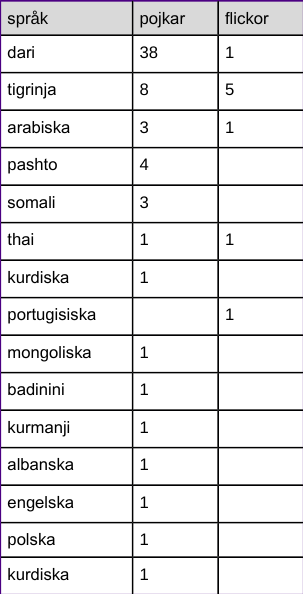 språk pojkar flickor
dari 38 1
tigrinja 8 5
arabiska 3 1
pashto 4
somali 3
thai 1 1
kurdiska 1
portugisiska 1
mongoliska 1
badinini 1
kurmanji 1
albanska 1
engelska 1
polska 1
kurdiska 1